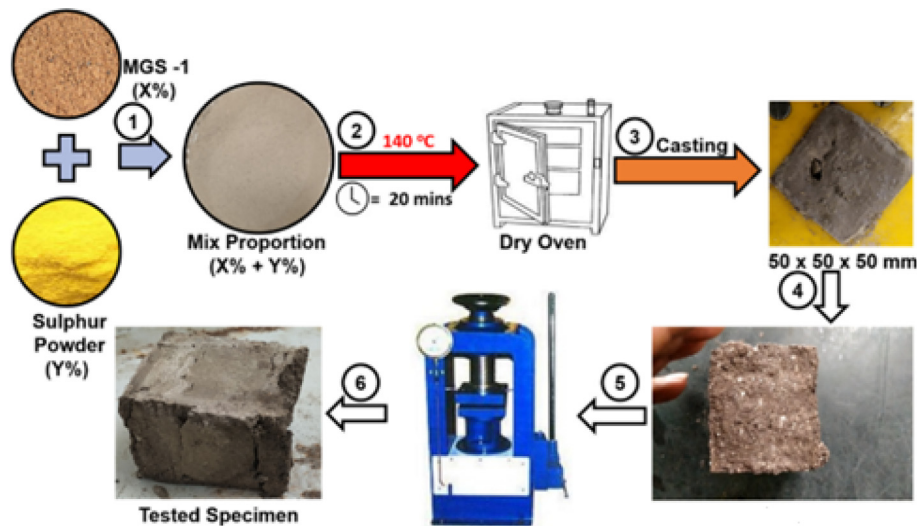 MGS -1
(X%)
1
2
140 °C
= 20 mins
3
Casting
Mix Proportion
(X% + Y%)
Dry Oven
50 x 50 x 50 mm
4
Sulphur
Powder
(Y%)
6
5
Tested Specimen